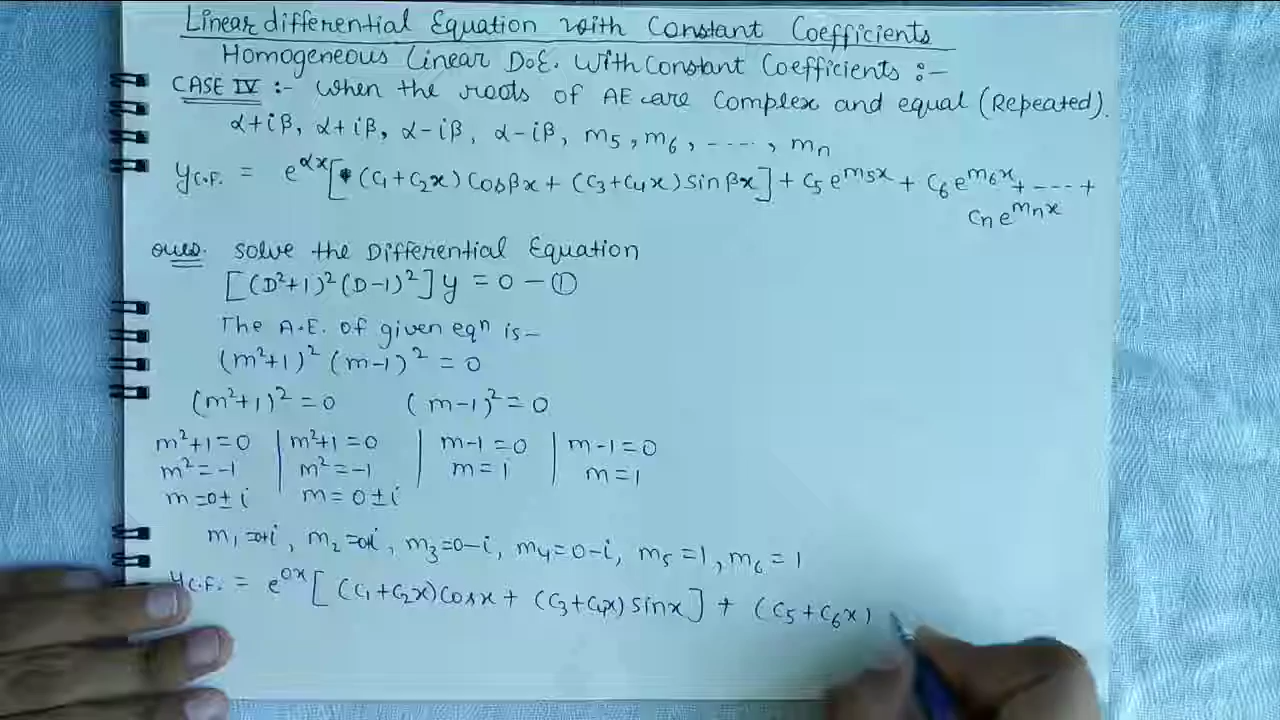 Linear differential Equation with Constant Coefficients
Homogeneous Linear D.E. With Constant Coefficients :-
CASE IV :- When the roots of AE are Complex and equal (Repeated).
α+iβ, α+iβ, α-iβ, α-iβ, m₅, m₆, -----, mₙ
y_C.F. = e^αx [(C₁+C₂x) Cosβx + (C₃+C₄x) sinβx] + C₅e^m₅x + C₆e^m₆x + ---- +
Cₙe^mₙx
Ques. Solve the Differential Equation
[(D²+1)²(D-1)²]y = 0 - ①
The A.E. of given eqⁿ is-
(m²+1)² (m-1)² = 0
(m²+1)² = 0 (m-1)² = 0
m²+1=0 | m²+1=0 | m-1=0 | m-1=0
m²=-1 | m²=-1 | m=1 | m=1
m=0±i m=0±i
m₁=0+i, m₂=0+i, m₃=0-i, m₄=0-i, m₅=1, m₆=1
y_C.F. = e^0x [(C₁+C₂x)Cosx + (C₃+C₄x) sinx] + (C₅+C₆x)